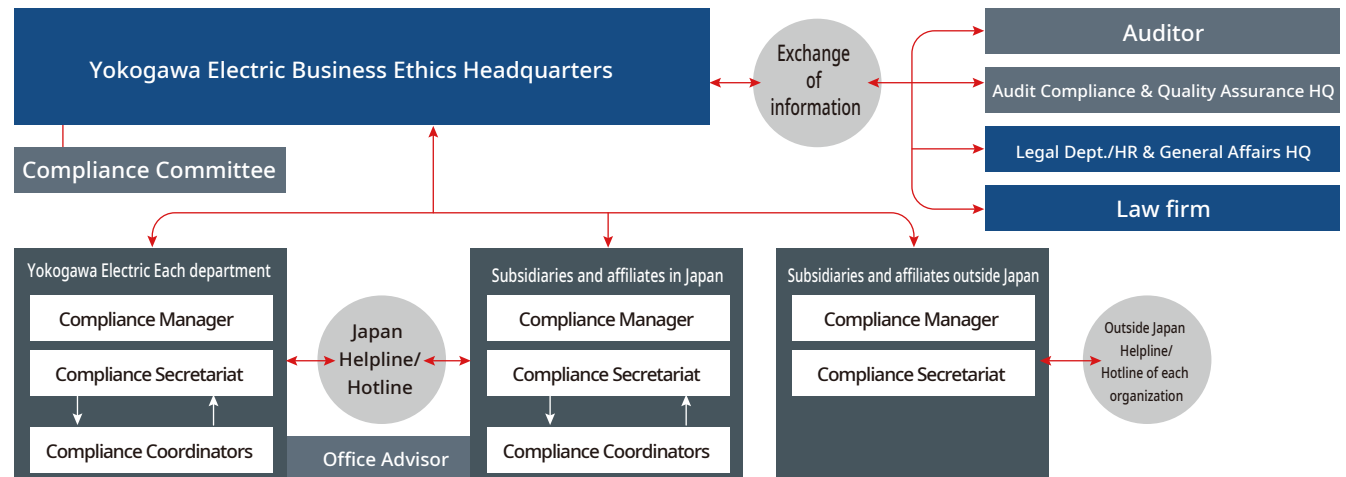 Yokogawa Electric Business Ethics Headquarters
Exchange
of
information
Auditor
Audit Compliance & Quality Assurance HQ
Legal Dept./HR & General Affairs HQ
Law firm
Compliance Committee
Yokogawa Electric Each department
Compliance Manager
Compliance Secretariat
Compliance Coordinators
Japan
Helpline/
Hotline
Office Advisor
Subsidiaries and affiliates in Japan
Compliance Manager
Compliance Secretariat
Compliance Coordinators
Subsidiaries and affiliates outside Japan
Compliance Manager
Compliance Secretariat
Outside Japan
Helpline/
Hotline of each
organization